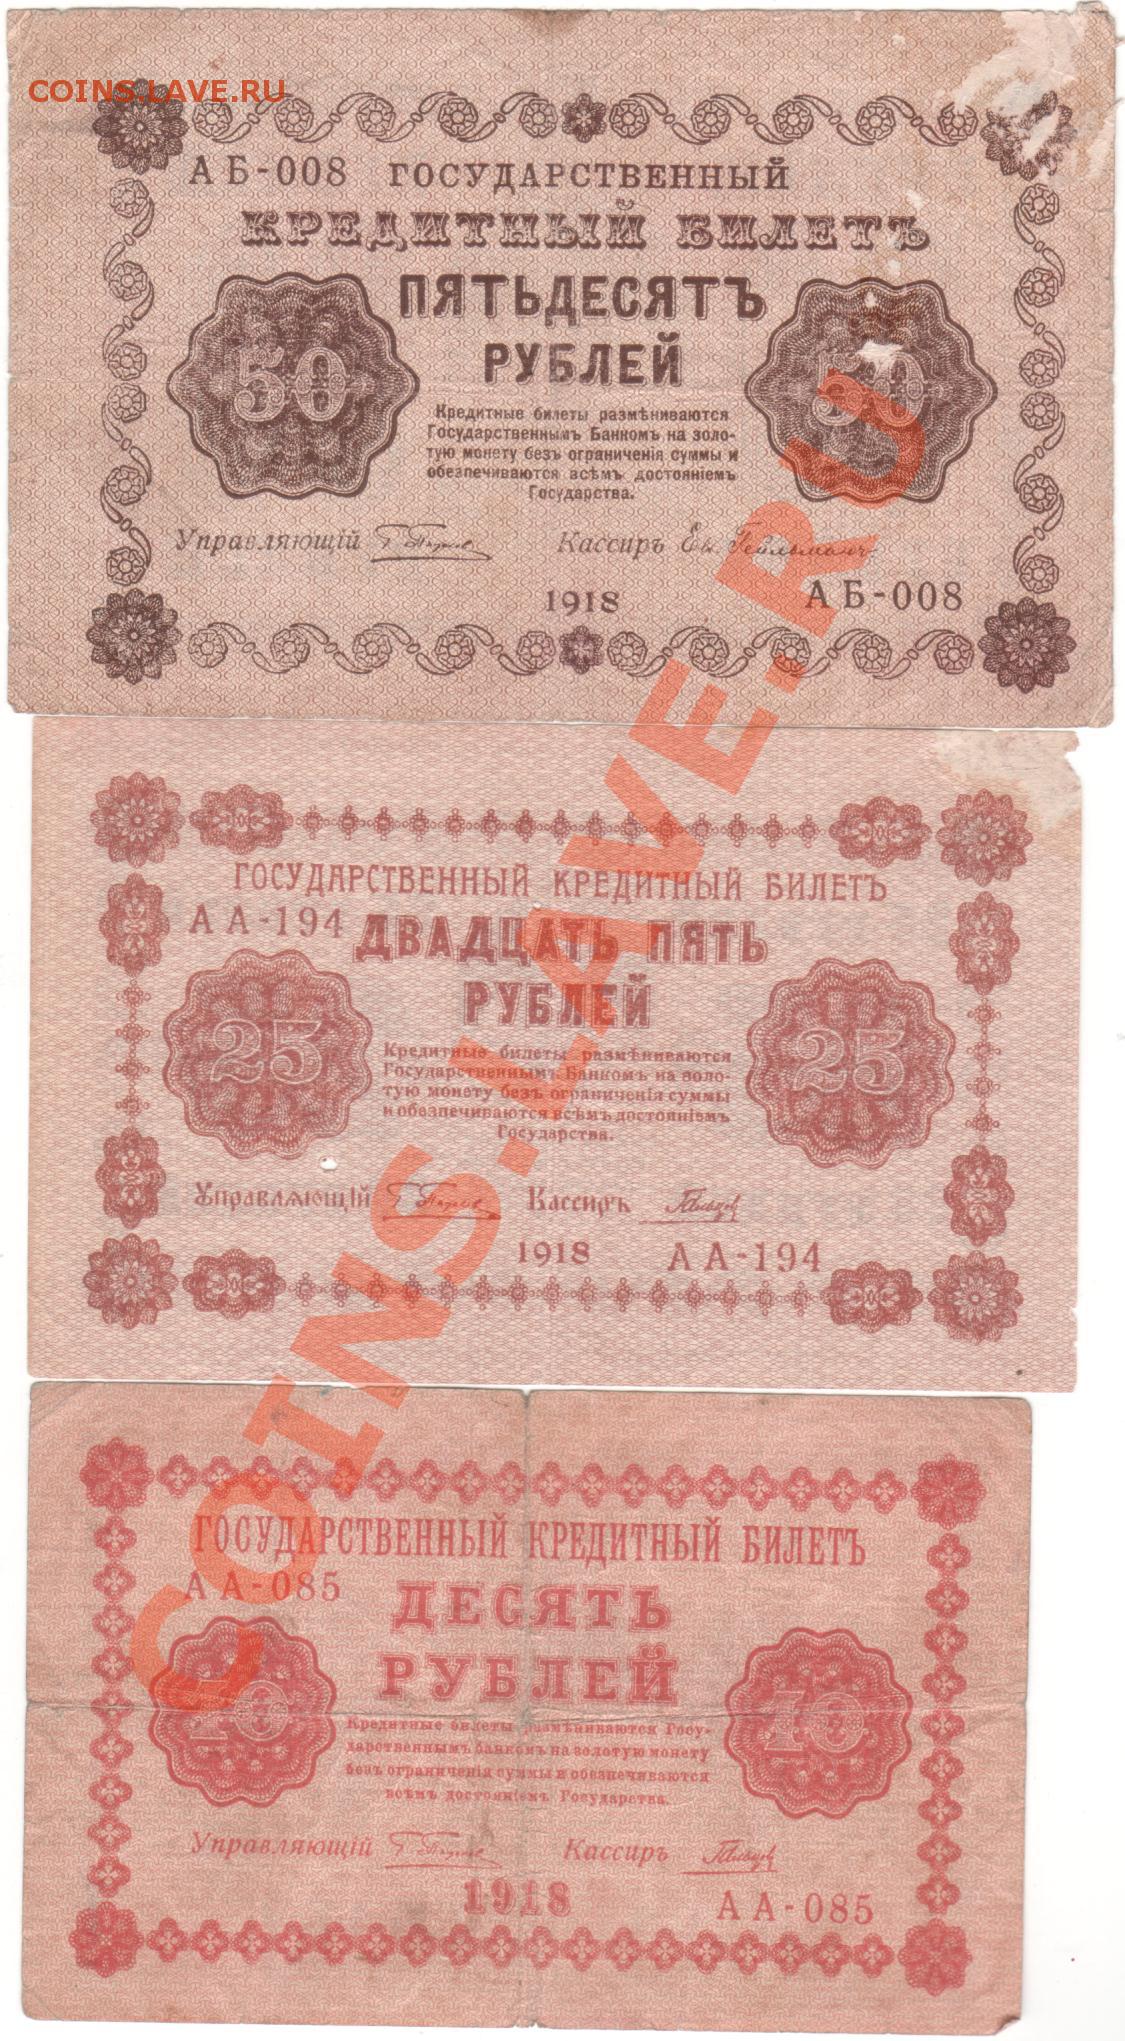 COINS.LAVE.RU
АБ-008 ГОСУДАРСТВЕННЫЙ
КРЕДИТНЫЙ БИЛЕТЪ
ПЯТЬДЕСЯТЪ
РУБЛЕЙ
50
50
Кредитные билеты размѣниваются
Государственнымъ Банкомъ на золо-
тую монету безъ ограничения суммы и
обезпечиваются всѣмъ достояніемъ
Государства.
Управляющій Кассиръ
1918
АБ-008
ГОСУДАРСТВЕННЫЙ КРЕДИТНЫЙ БИЛЕТЪ
АА-194 ДВАДЦАТЬ ПЯТЬ
РУБЛЕЙ
25
25
Кредитные билеты размѣниваются
Государственнымъ Банкомъ на золо-
тую монету безъ ограниченія суммы
и обезпечиваются всѣмъ достояніемъ
Государства.
Управляющій Кассиръ
1918 АА-194
ГОСУДАРСТВЕННЫЙ КРЕДИТНЫЙ БИЛЕТЪ
АА-085 ДЕСЯТЬ
РУБЛЕЙ
10
10
Кредитные билеты размѣниваются Госу-
дарственнымъ банкомъ на золотую монету
безъ ограниченія суммы и обезпечиваются
всѣмъ достояніемъ Государства.
Управляющій Кассиръ
1918 АА-085
COINS.LAVE.RU